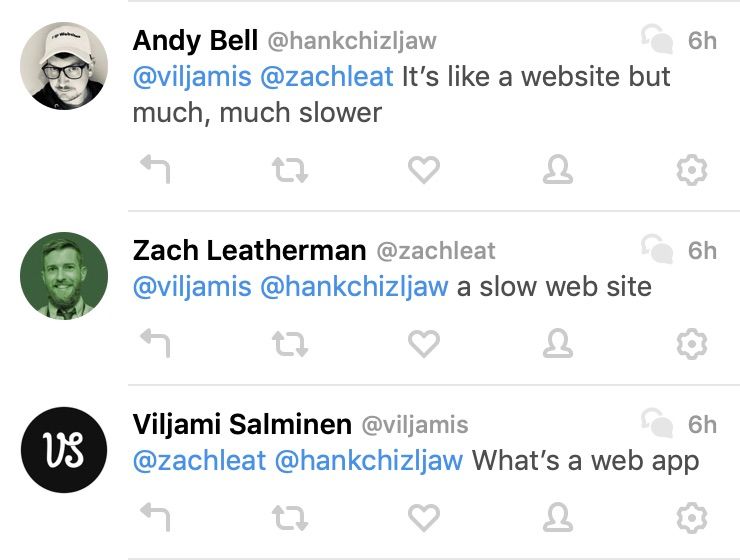 Andy Bell @hankchizljaw 6h
@viljamis @zachleat It’s like a website but
much, much slower
Zach Leatherman @zachleat 6h
@viljamis @hankchizljaw a slow web site
VS
Viljami Salminen @viljamis 6h
@zachleat @hankchizljaw What’s a web app